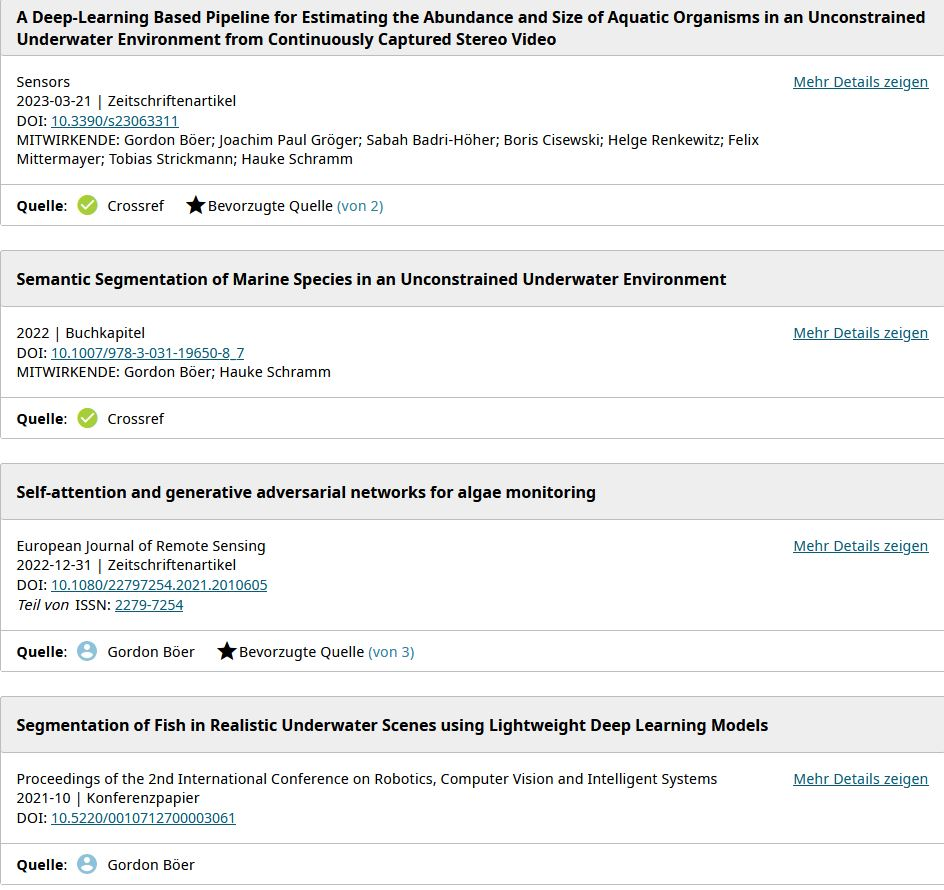 A Deep-Learning Based Pipeline for Estimating the Abundance and Size of Aquatic Organisms in an Unconstrained
Underwater Environment from Continuously Captured Stereo Video
Sensors
Mehr Details zeigen
2023-03-21 | Zeitschriftenartikel
DOI: 10.3390/s23063311
MITWIRKENDE: Gordon Böer; Joachim Paul Gröger; Sabah Badri-Höher; Boris Cisewski; Helge Renkewitz; Felix
Mittermayer; Tobias Strickmann; Hauke Schramm
Quelle: Crossref Bevorzugte Quelle (von 2)
Semantic Segmentation of Marine Species in an Unconstrained Underwater Environment
2022 | Buchkapitel
Mehr Details zeigen
DOI: 10.1007/978-3-031-19650-8_7
MITWIRKENDE: Gordon Böer; Hauke Schramm
Quelle: Crossref
Self-attention and generative adversarial networks for algae monitoring
European Journal of Remote Sensing
Mehr Details zeigen
2022-12-31 | Zeitschriftenartikel
DOI: 10.1080/22797254.2021.2010605
Teil von ISSN: 2279-7254
Quelle: Gordon Böer Bevorzugte Quelle (von 3)
Segmentation of Fish in Realistic Underwater Scenes using Lightweight Deep Learning Models
Proceedings of the 2nd International Conference on Robotics, Computer Vision and Intelligent Systems
Mehr Details zeigen
2021-10 | Konferenzpapier
DOI: 10.5220/0010712700003061
Quelle: Gordon Böer